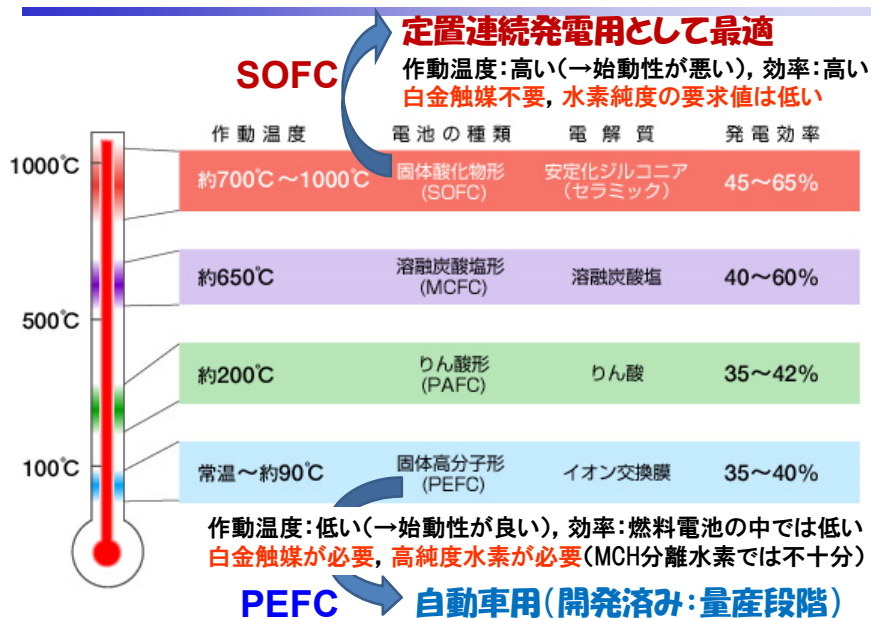 定置連続発電用として最適
SOFC
作動温度：高い(→始動性が悪い)，効率：高い
白金触媒不要，水素純度の要求値は低い
作動温度 電池の種類 電解質 発電効率
1000℃
約700℃～1000℃ 固体酸化物形 安定化ジルコニア 45～65%
(SOFC) (セラミック)
約650℃ 溶融炭酸塩形 溶融炭酸塩 40～60%
(MCFC)
500℃
約200℃ りん酸形 りん酸 35～42%
(PAFC)
100℃
常温～約90℃ 固体高分子形 イオン交換膜 35～40%
(PEFC)
作動温度：低い(→始動性が良い)，効率：燃料電池の中では低い
白金触媒が必要，高純度水素が必要(MCH分離水素では不十分)
PEFC 自動車用(開発済み：量産段階)